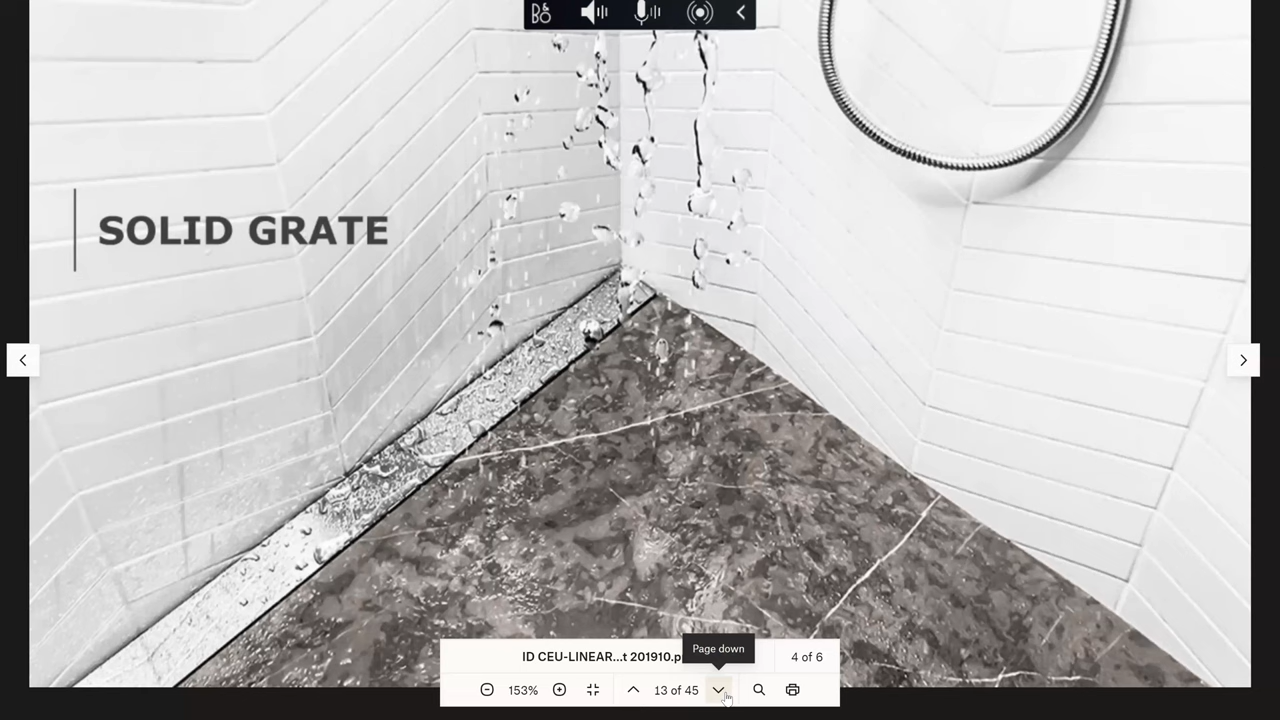 B&O
SOLID GRATE
Page down
ID CEU-LINEAR...t 201910.p
4 of 6
153%
13 of 45